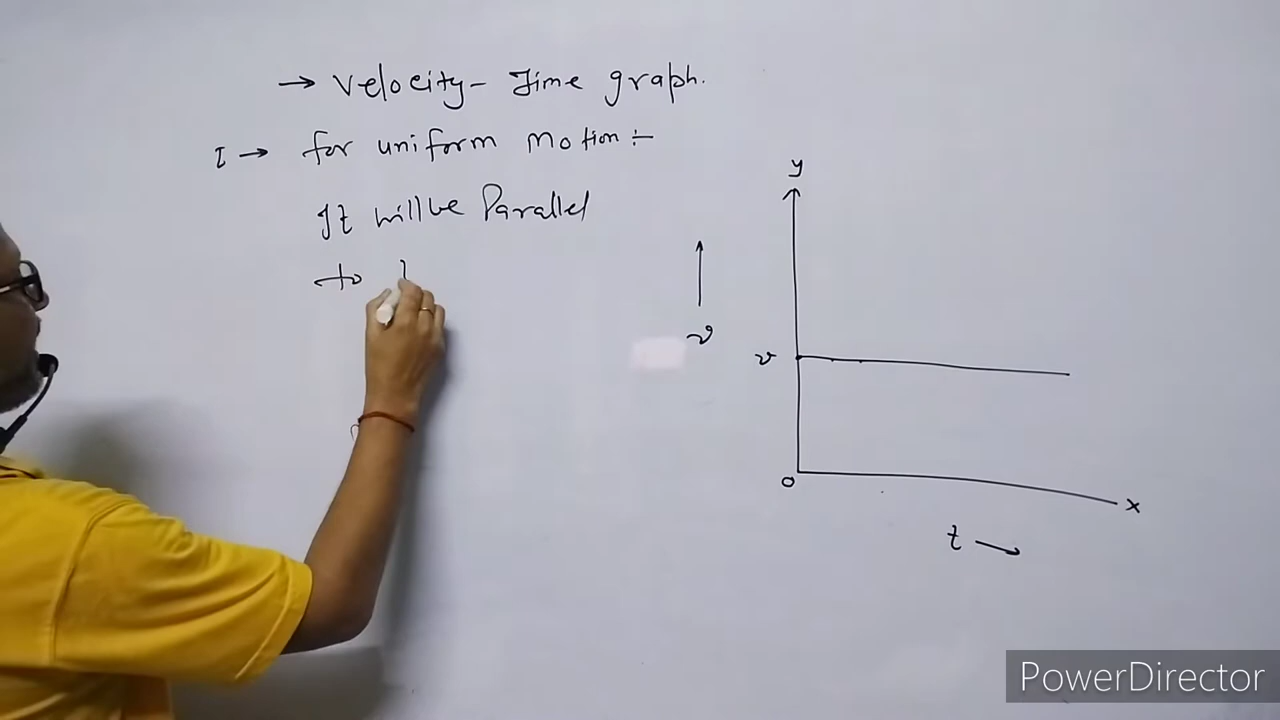 → Velocity - Time graph.
I → for uniform Motion :-
It will be Parallel
to
y
v
v
o
x
t →
PowerDirector